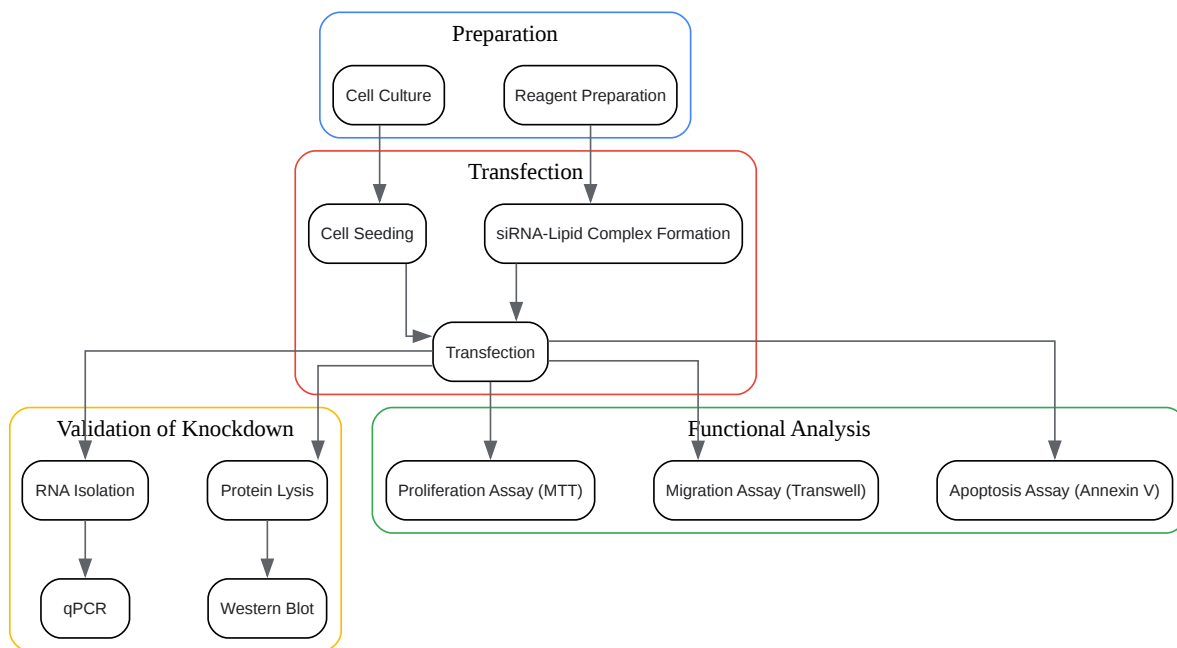 Preparation
Cell Culture
Reagent Preparation
Transfection
Cell Seeding
siRNA-Lipid Complex Formation
Transfection
Validation of Knockdown
Functional Analysis
RNA Isolation
Protein Lysis
Proliferation Assay (MTT)
Migration Assay (Transwell)
Apoptosis Assay (Annexin V)
qPCR
Western Blot